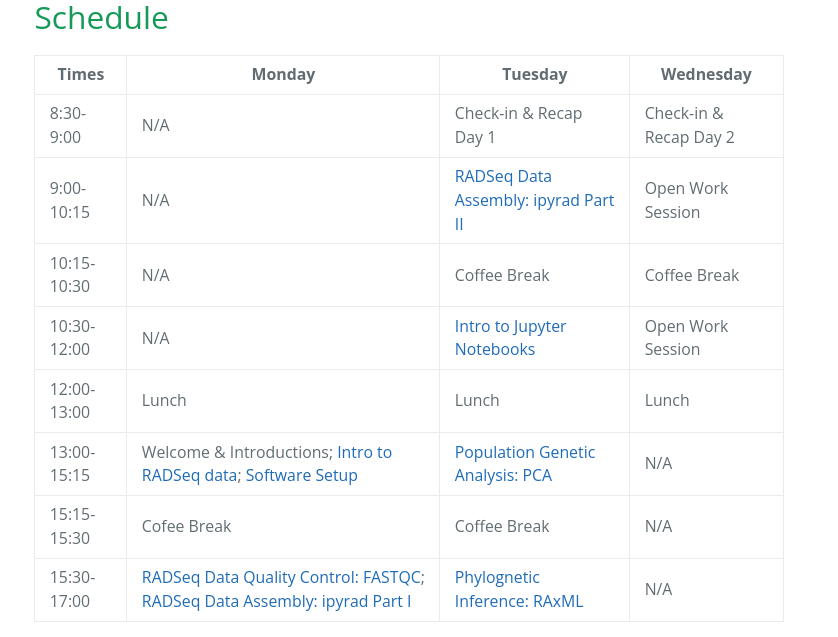 Schedule
Times Monday Tuesday Wednesday
8:30-
9:00
N/A
Check-in & Recap
Day 1
Check-in &
Recap Day 2
9:00-
10:15
N/A
RADSeq Data
Assembly: ipyrad Part
II
Open Work
Session
10:15-
10:30
N/A
Coffee Break
Coffee Break
10:30-
12:00
N/A
Intro to Jupyter
Notebooks
Open Work
Session
12:00-
13:00
Lunch
Lunch
Lunch
13:00-
15:15
Welcome & Introductions; Intro to
RADSeq data; Software Setup
Population Genetic
Analysis: PCA
N/A
15:15-
15:30
Cofee Break
Coffee Break
N/A
15:30-
17:00
RADSeq Data Quality Control: FASTQC;
RADSeq Data Assembly: ipyrad Part I
Phylognetic
Inference: RAxML
N/A